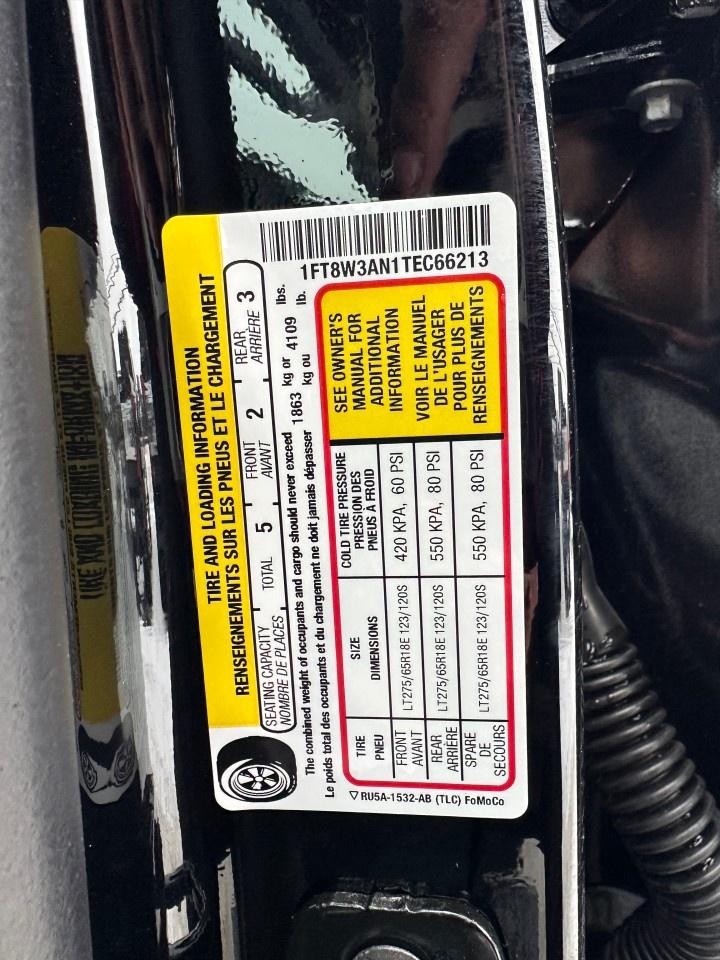 TIRE AND LOADING INFORMATION
RENSEIGNEMENTS SUR LES PNEUS ET LE CHARGEMENT
SEATING CAPACITY
NOMBRE DE PLACES
TOTAL 5
FRONT
AVANT
2
REAR
ARRIÈRE
3
The combined weight of occupants and cargo should never exceed 1863 kg or 4109 lbs.
Le poids total des occupants et du chargement ne doit jamais dépasser kg ou lb.
TIRE
PNEU
SIZE
DIMENSIONS
COLD TIRE PRESSURE
PRESSION DES
PNEUS À FROID
FRONT
AVANT
LT275/65R18E 123/120S
420 KPA, 60 PSI
REAR
ARRIÈRE
LT275/65R18E 123/120S
550 KPA, 80 PSI
SPARE
DE
SECOURS
LT275/65R18E 123/120S
550 KPA, 80 PSI
SEE OWNER'S
MANUAL FOR
ADDITIONAL
INFORMATION
VOIR LE MANUEL
DE L'USAGER
POUR PLUS DE
RENSEIGNEMENTS
1FT8W3AN1TEC66213
▽ RU5A-1532-AB (TLC) FoMoCo